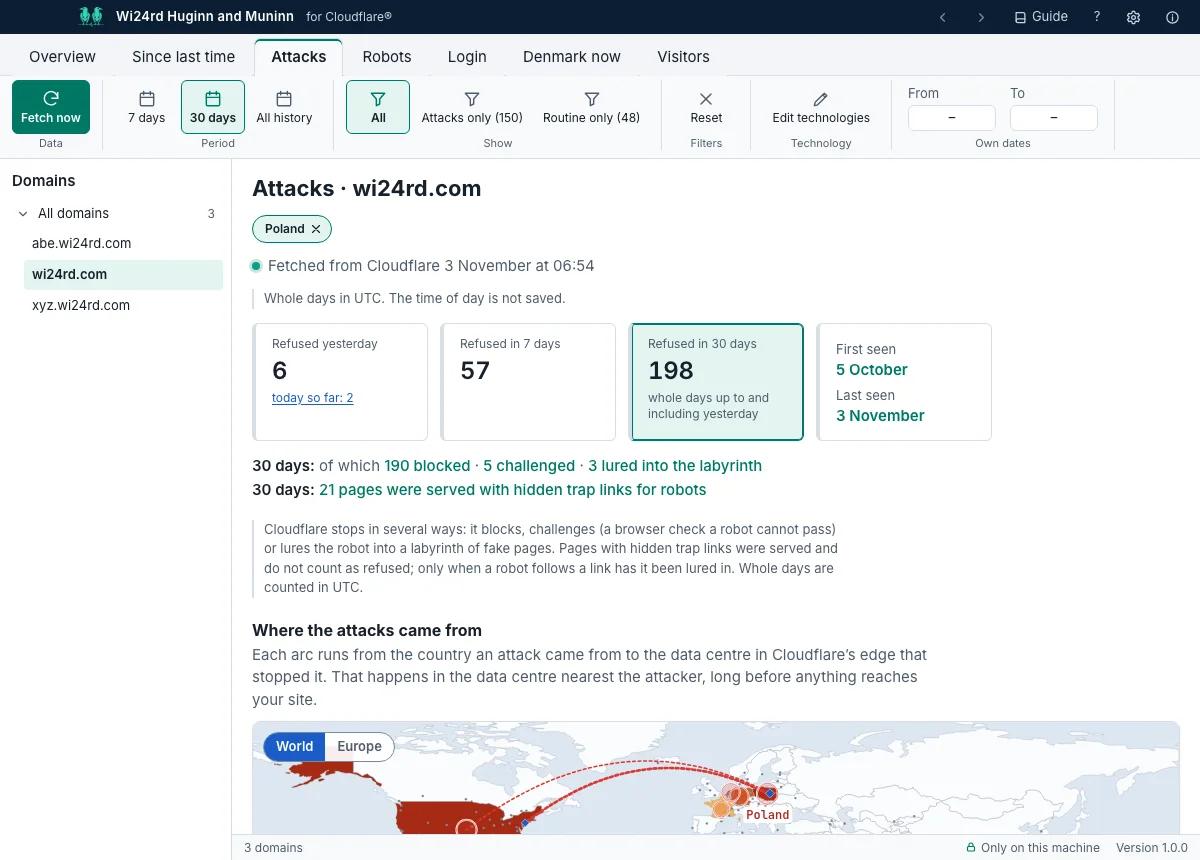 Wi24rd Huginn and Muninn for Cloudflare®
Guide ?
Overview Since last time Attacks Robots Login Denmark now Visitors
Fetch now
Data
7 days 30 days All history
Period
All Attacks only (150) Routine only (48)
Show
Reset
Filters
Edit technologies
Technology
From To
– –
Own dates
Domains
All domains 3
abe.wi24rd.com
wi24rd.com
xyz.wi24rd.com
Attacks · wi24rd.com
Poland
Fetched from Cloudflare 3 November at 06:54
Whole days in UTC. The time of day is not saved.
Refused yesterday
6
today so far: 2
Refused in 7 days
57
Refused in 30 days
198
whole days up to and
including yesterday
First seen
5 October
Last seen
3 November
30 days: of which 190 blocked · 5 challenged · 3 lured into the labyrinth
30 days: 21 pages were served with hidden trap links for robots
Cloudflare stops in several ways: it blocks, challenges (a browser check a robot cannot pass)
or lures the robot into a labyrinth of fake pages. Pages with hidden trap links were served and
do not count as refused; only when a robot follows a link has it been lured in. Whole days are
counted in UTC.
Where the attacks came from
Each arc runs from the country an attack came from to the data centre in Cloudflare’s edge that
stopped it. That happens in the data centre nearest the attacker, long before anything reaches
your site.
World Europe
Poland
3 domains
Only on this machine Version 1.0.0